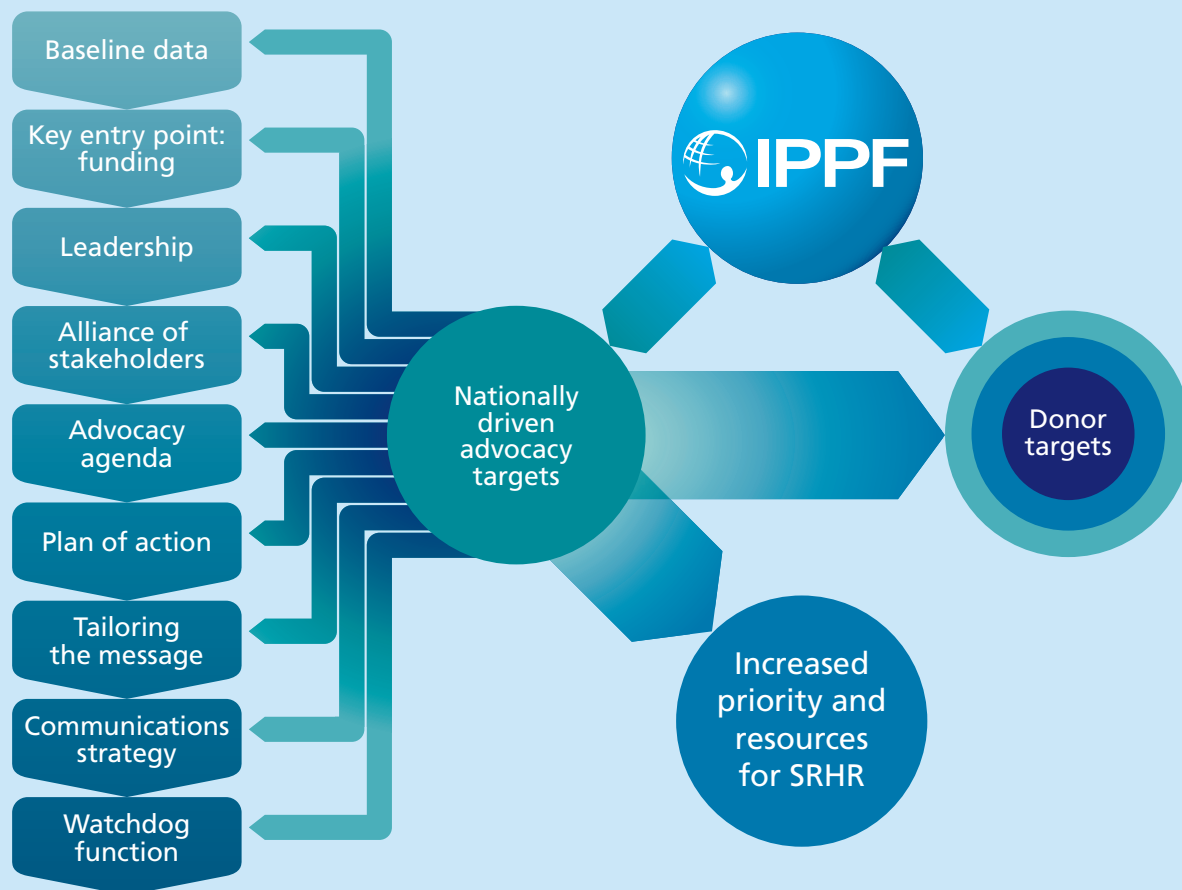 Baseline data
Key entry point:
funding
Leadership
Alliance of
stakeholders
Advocacy
agenda
Plan of action
Tailoring
the message
Communications
strategy
Watchdog
function
Nationally
driven
advocacy
targets
IPPF
Donor
targets
Increased
priority and
resources
for SRHR